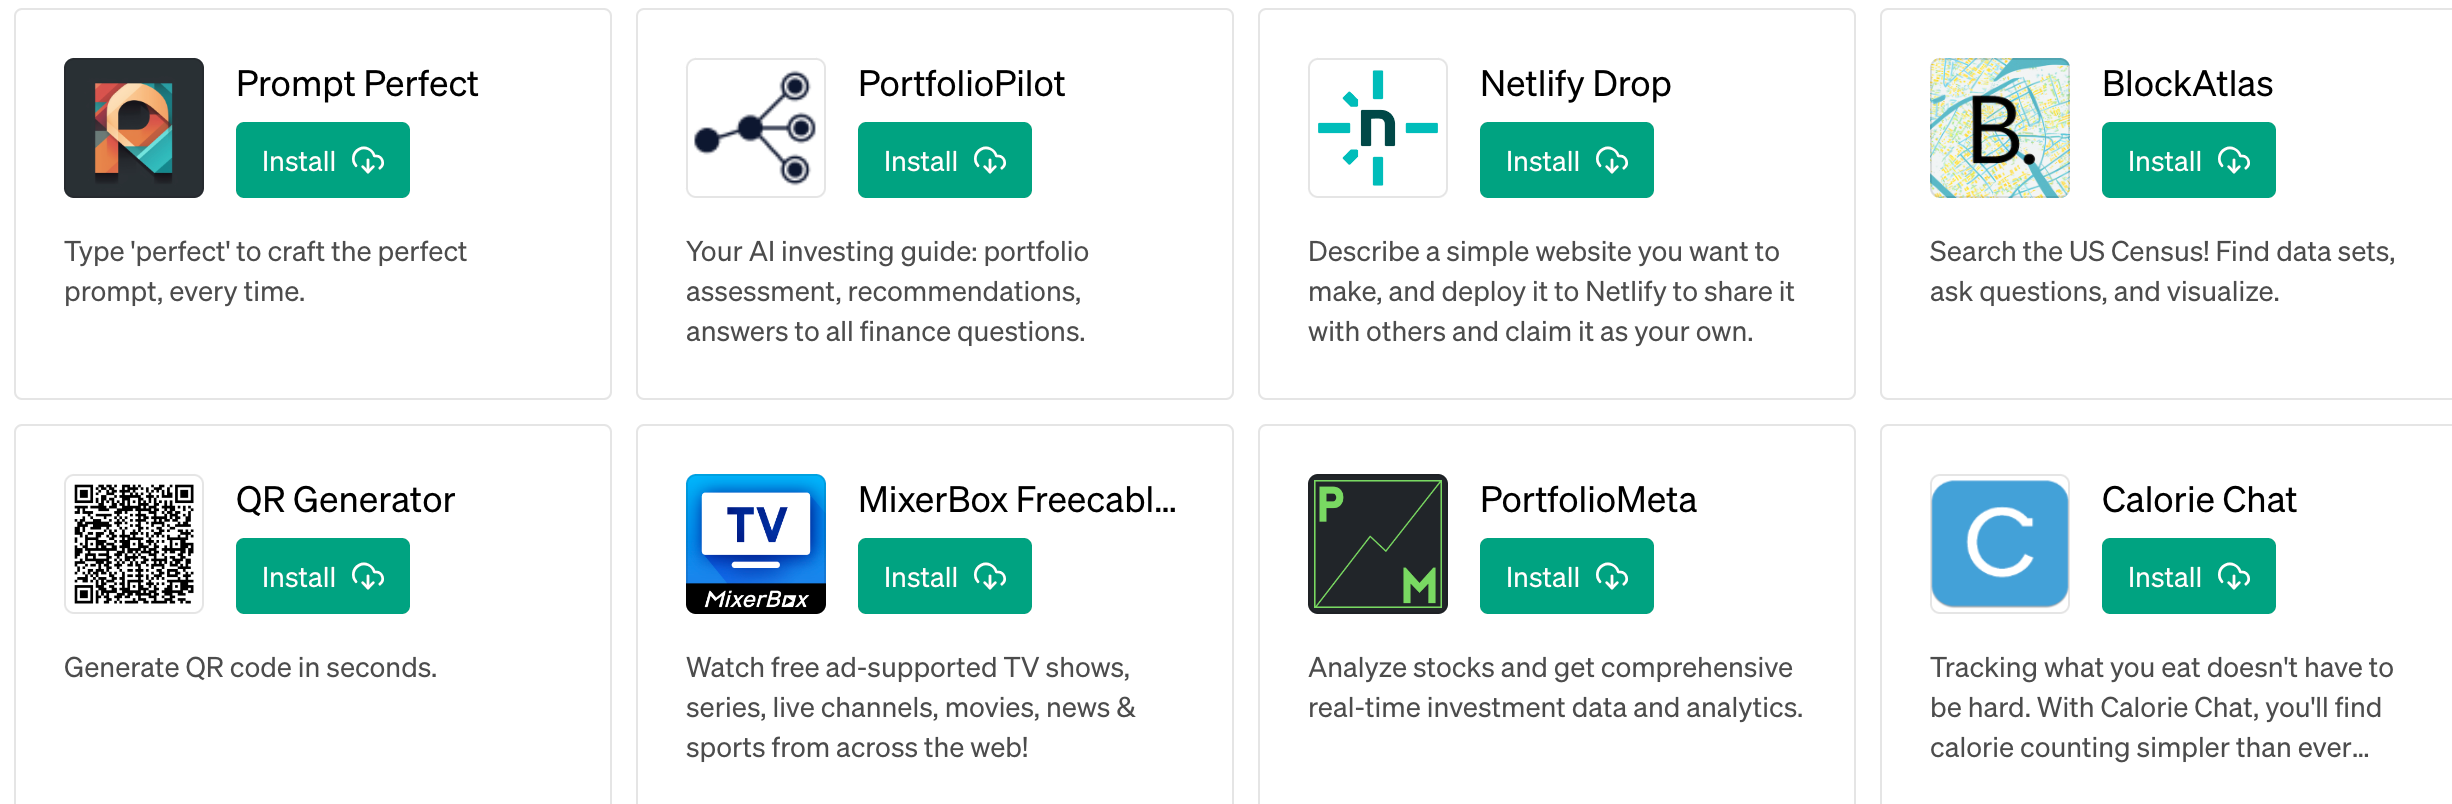 Prompt Perfect
Install
Type 'perfect' to craft the perfect
prompt, every time.
PortfolioPilot
Install
Your AI investing guide: portfolio
assessment, recommendations,
answers to all finance questions.
n
Netlify Drop
Install
Describe a simple website you want to
make, and deploy it to Netlify to share it
with others and claim it as your own.
B.
BlockAtlas
Install
Search the US Census! Find data sets,
ask questions, and visualize.
QR Generator
Install
Generate QR code in seconds.
TV
MixerBox
MixerBox Freecabl...
Install
Watch free ad-supported TV shows,
series, live channels, movies, news &
sports from across the web!
P
M
PortfolioMeta
Install
Analyze stocks and get comprehensive
real-time investment data and analytics.
C
Calorie Chat
Install
Tracking what you eat doesn't have to
be hard. With Calorie Chat, you'll find
calorie counting simpler than ever...